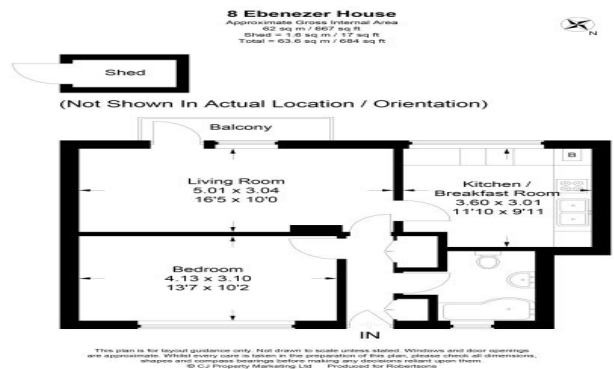 8 Ebenezer House
Approximate Gross Internal Area
62 sq m / 667 sq ft
Shed = 1.6 sq m / 17 sq ft
Total = 63.6 sq m / 684 sq ft
N
Shed
(Not Shown In Actual Location / Orientation)
Balcony
Living Room
5.01 x 3.04
16'5 x 10'0
B
Kitchen /
Breakfast Room
3.60 x 3.01
11'10 x 9'11
Bedroom
4.13 x 3.10
13'7 x 10'2
IN
This plan is for layout guidance only. Not drawn to scale unless stated. Windows and door openings
are approximate. Whilst every care is taken in the preparation of this plan, please check all dimensions,
shapes and compass bearings before making any decisions reliant upon them.
© CJ Property Marketing Ltd Produced for Robertsons